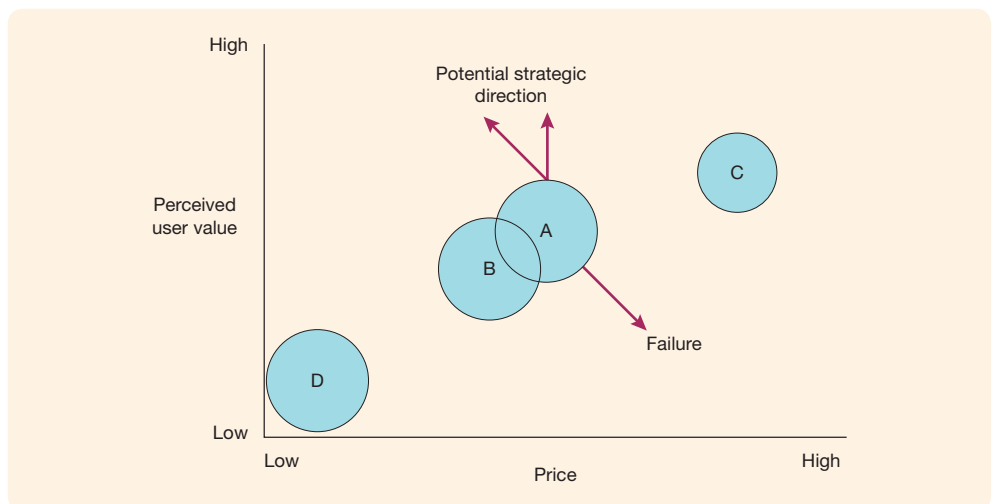 High
Potential strategic
direction
C
Perceived
user value
A
B
Failure
D
Low
Low
Price
High